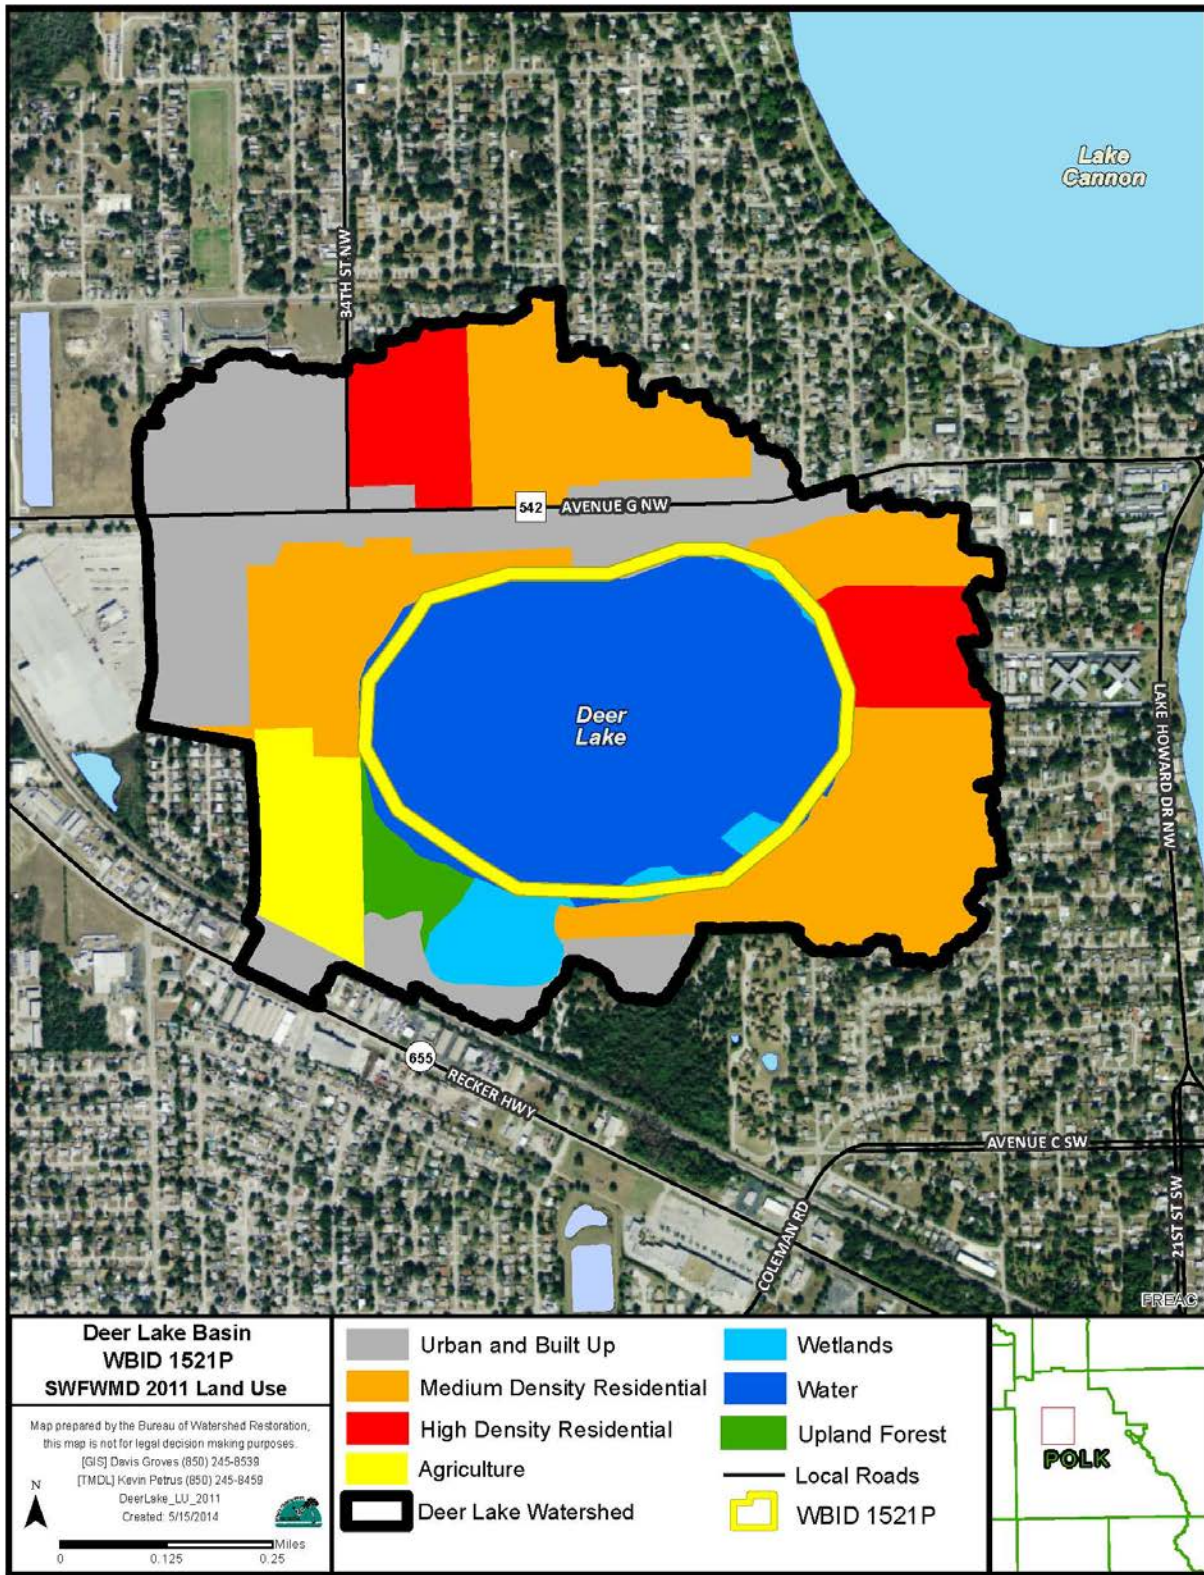 Lake
Cannon
34TH ST NW
542
AVENUE G NW
Deer
Lake
LAKE HOWARD DR NW
655
RECKER HWY
AVENUE C SW
COLEMAN RD
21ST ST SW
FREAC
Deer Lake Basin
WBID 1521P
SWFWMD 2011 Land Use
Map prepared by the Bureau of Watershed Restoration,
this map is not for legal decision making purposes.
[GIS] Davis Groves (850) 245-8539
[TMDL] Kevin Petrus (850) 245-8459
DeerLake_LU_2011
Created: 5/15/2014
N
Miles
0 0.125 0.25
Urban and Built Up
Medium Density Residential
High Density Residential
Agriculture
Deer Lake Watershed
Wetlands
Water
Upland Forest
Local Roads
WBID 1521P
POLK